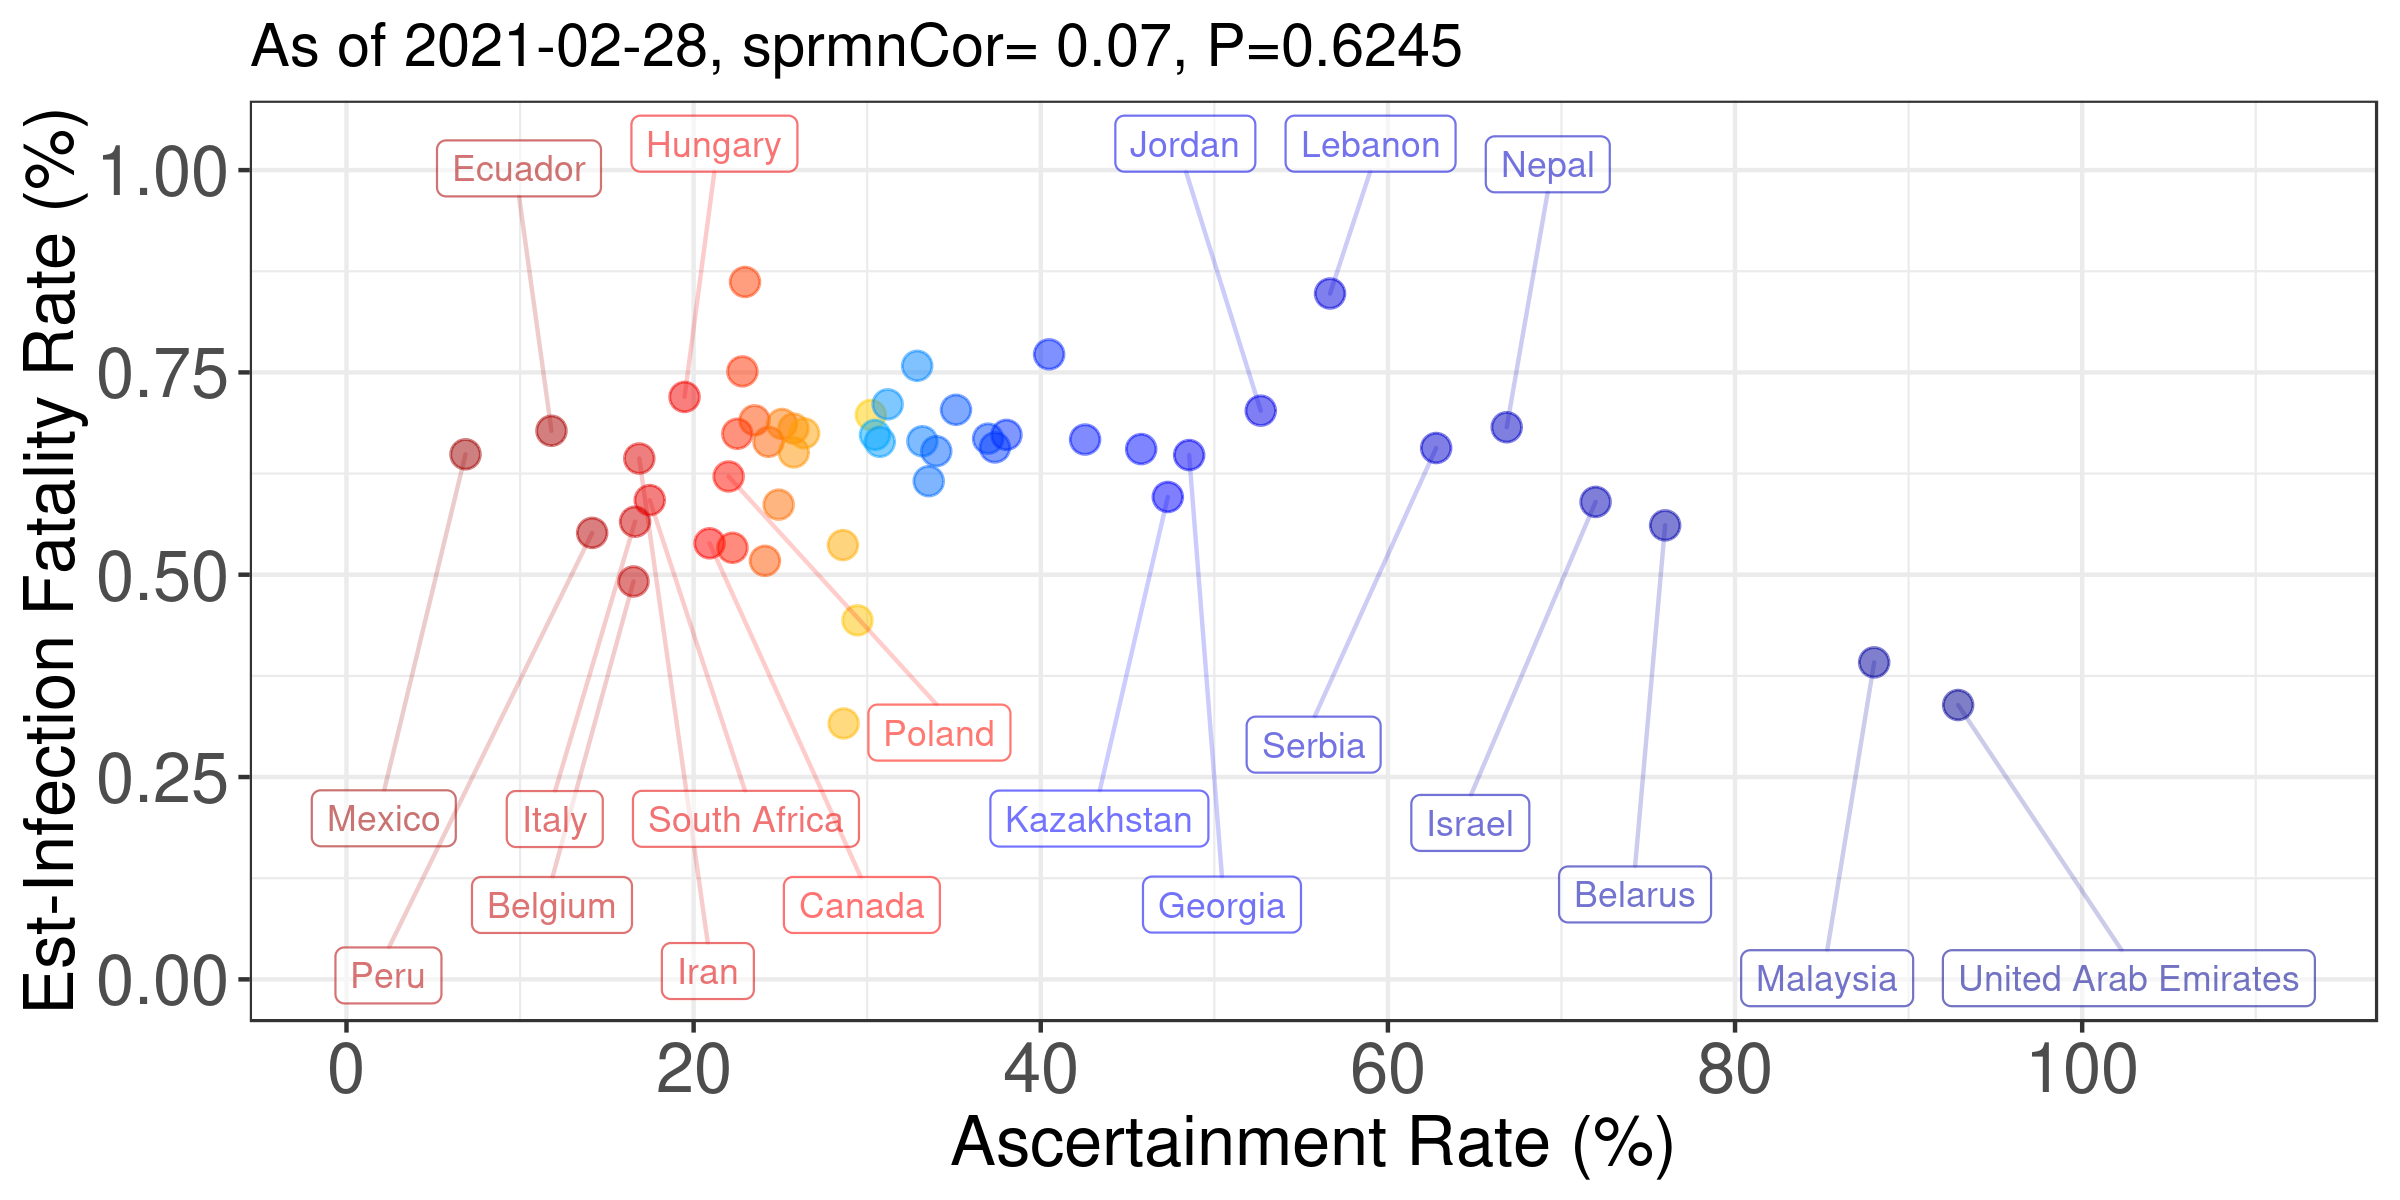 As of 2021-02-28, sprmnCor= 0.07, P=0.6245
Est-Infection Fatality Rate (%)
1.00
0.75
0.50
0.25
0.00
Hungary
Jordan
Lebanon
Ecuador
Nepal
Poland
Serbia
Mexico
Italy
South Africa
Kazakhstan
Israel
Belgium
Canada
Georgia
Belarus
Peru
Iran
Malaysia
United Arab Emirates
0
20
40
60
80
100
Ascertainment Rate (%)